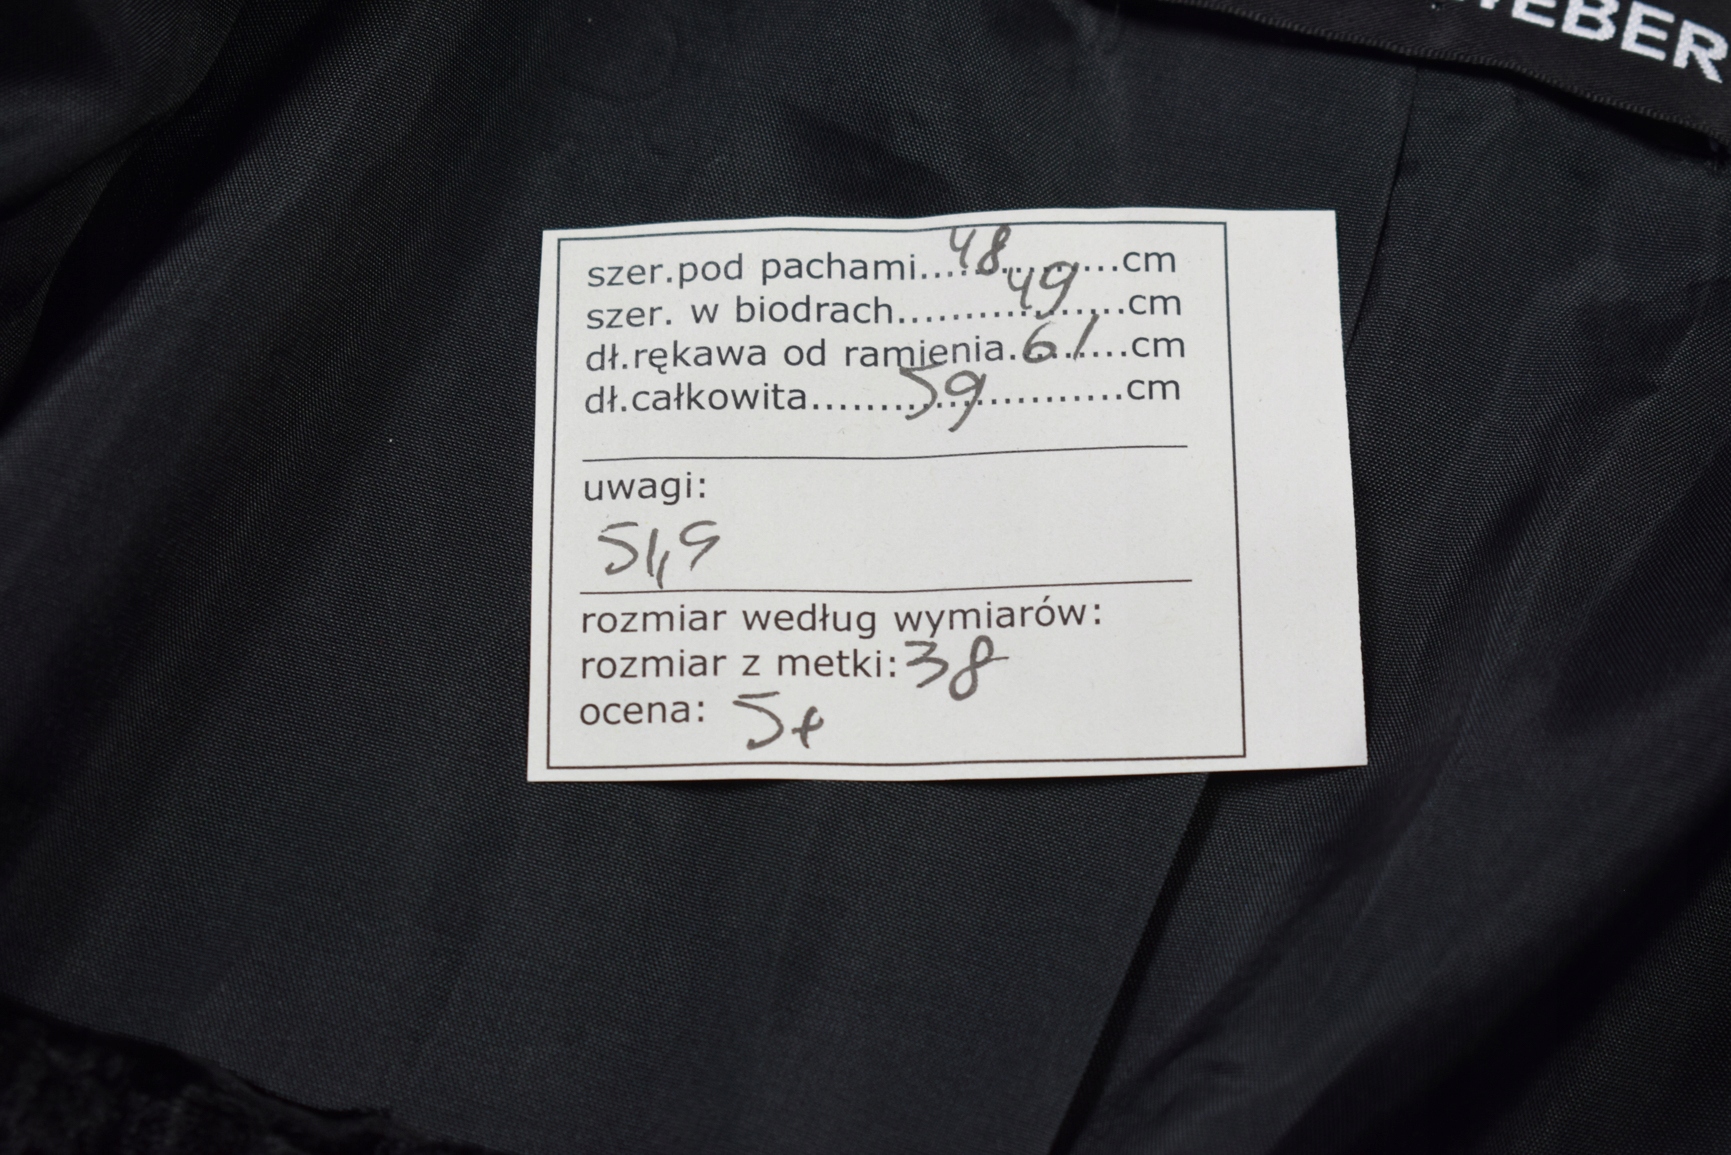 EBER
szer.pod pachami....48.......cm
szer. w biodrach.........49.....cm
dł.rękawa od ramienia.61....cm
dł.całkowita.......59..........cm
uwagi:
51,9
rozmiar według wymiarów:
rozmiar z metki: 38
ocena: 5+